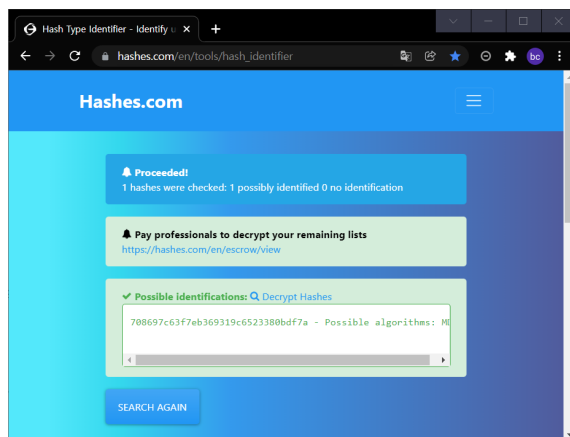 Hash Type Identifier - Identify u
hashes.com/en/tools/hash_identifier
bc
Hashes.com
Proceeded!
1 hashes were checked: 1 possibly identified 0 no identification
Pay professionals to decrypt your remaining lists
https://hashes.com/en/escrow/view
Possible identifications: Decrypt Hashes
708697c63f7eb369319c6523380bdf7a - Possible algorithms: MD
SEARCH AGAIN